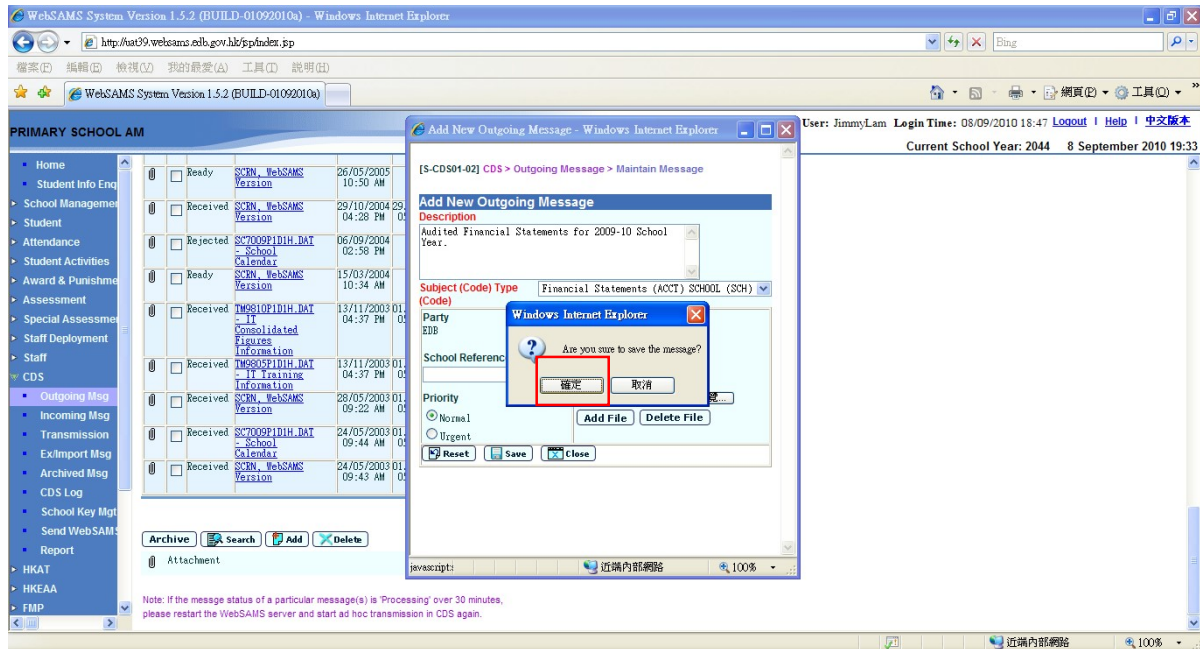 WebSAMS System Version 1.5.2 (BUILD-01092010a) - Windows Internet Explorer
http://uat39.websams.edb.gov.hk/jsp/index.jsp
Bing
檔案(F) 編輯(E) 檢視(V) 我的最愛(A) 工具(T) 說明(H)
WebSAMS System Version 1.5.2 (BUILD-01092010a)
網頁(P) 工具(O)
PRIMARY SCHOOL AM
User: JimmyLam Login Time: 08/09/2010 18:47 Logout | Help | 中文版本
Current School Year: 2044 8 September 2010 19:33
Home
Student Info Enq
School Managemen
Student
Attendance
Student Activities
Award & Punishme
Assessment
Special Assessmen
Staff Deployment
Staff
CDS
Outgoing Msg
Incoming Msg
Transmission
Ex/Import Msg
Archived Msg
CDS Log
School Key Mgt
Send WebSAMS
Report
HKAT
HKEAA
FMP
Ready SCRN, WebSAMS 26/05/2005
Version 10:50 AM
Received SCRN, WebSAMS 29/10/2004 29.
Version 04:28 PM
Rejected SC7009P1D1H.DAT 06/09/2004
- School 02:58 PM
Calendar
Ready SCRN, WebSAMS 15/03/2004
Version 10:34 AM
Received TM9810P1D1H.DAT 13/11/2003 01.
- IT 04:37 PM
Consolidated
Figures
Information
Received TM9805P1D1H.DAT 13/11/2003 01.
- IT Training 04:37 PM
Information
Received SCRN, WebSAMS 28/05/2003 01.
Version 09:22 AM
Received SC7009P1D1H.DAT 24/05/2003 01.
- School 09:44 AM
Calendar
Received SCRN, WebSAMS 24/05/2003 01.
Version 09:43 AM
Archive Search Add Delete
Attachment
Note: If the messge status of a particular message(s) is 'Processing' over 30 minutes,
please restart the WebSAMS server and start ad hoc transmission in CDS again.
Add New Outgoing Message - Windows Internet Explorer
[S-CDS01-02] CDS > Outgoing Message > Maintain Message
Add New Outgoing Message
Description
Audited Financial Statements for 2009-10 School
Year.
Subject (Code) Type Financial Statements (ACCT) SCHOOL (SCH)
(Code)
Party
EDB
School Referenc
Priority
Normal
Urgent
Add File Delete File
Reset Save Close
javascript: 近端內部網路 100%
Windows Internet Explorer
Are you sure to save the message?
確定 取消
近端內部網路 100%